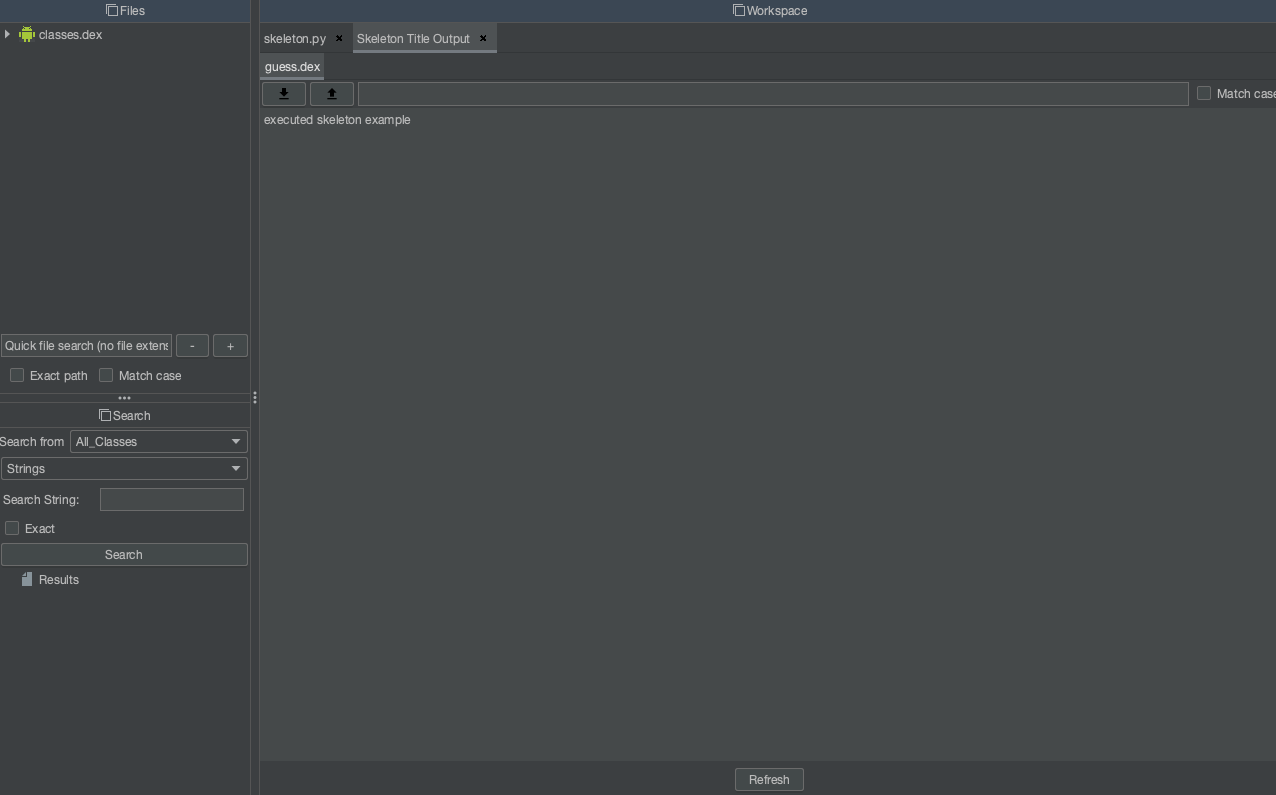 Files
classes.dex
Quick file search (no file extens
- +
Exact path Match case
Search
Search from All_Classes
Strings
Search String:
Exact
Search
Results
Workspace
skeleton.py × Skeleton Title Output ×
guess.dex
Match case
executed skeleton example
Refresh